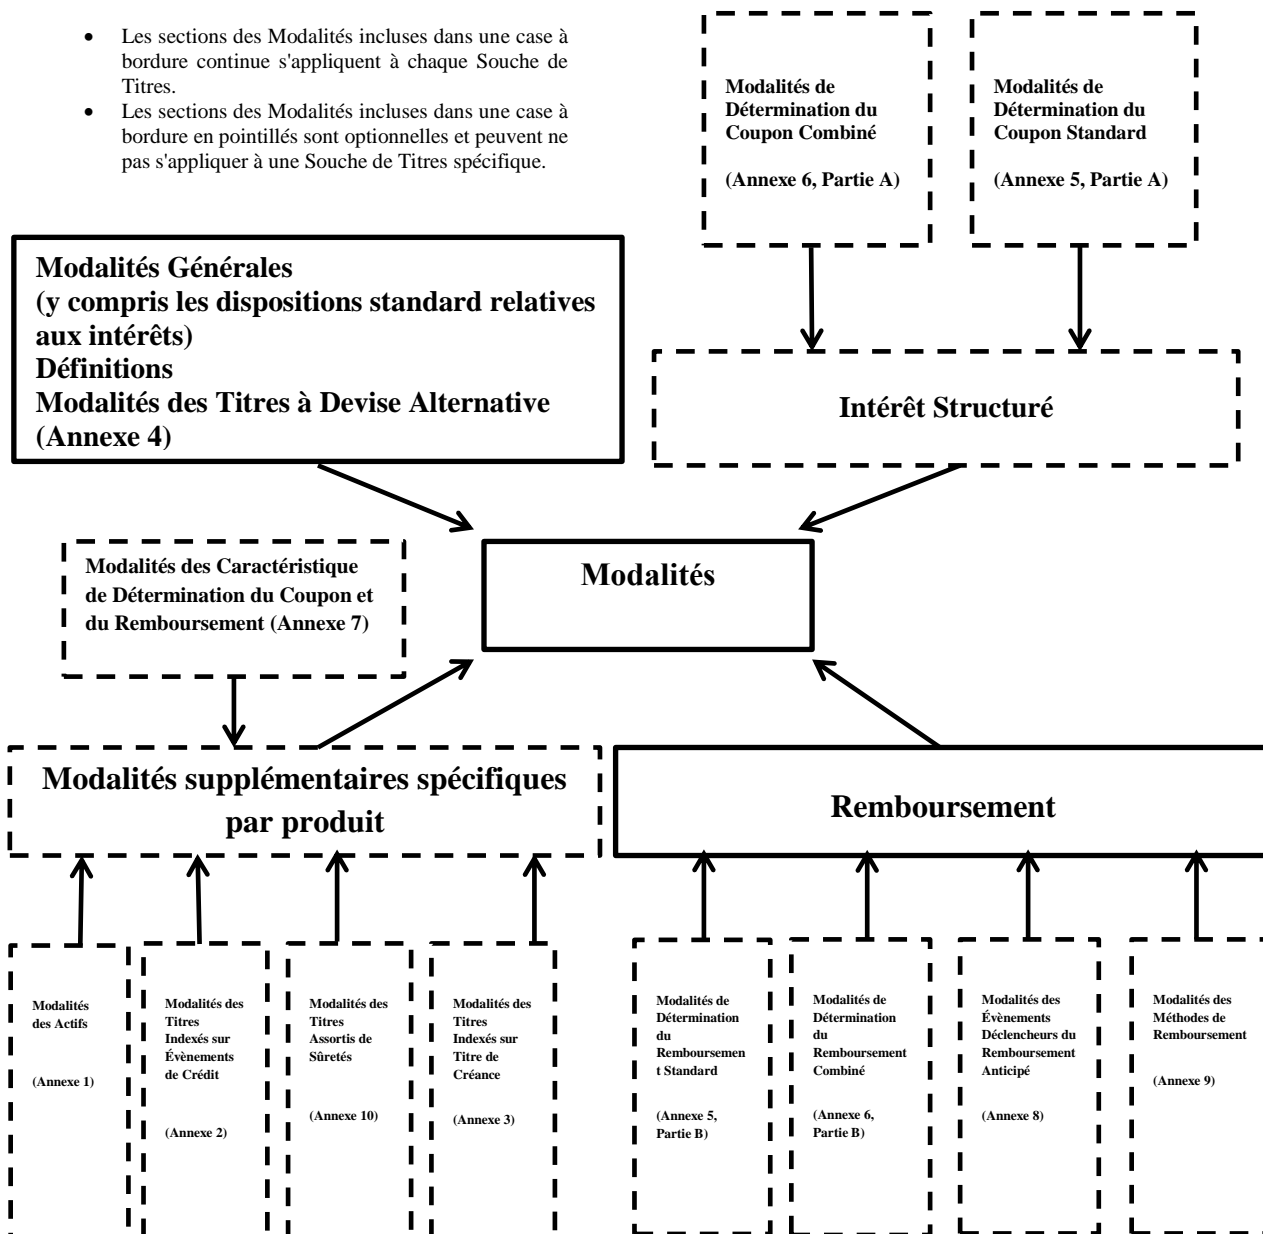 • Les sections des Modalités incluses dans une case à
bordure continue s'appliquent à chaque Souche de
Titres.
• Les sections des Modalités incluses dans une case à
bordure en pointillés sont optionnelles et peuvent ne
pas s'appliquer à une Souche de Titres spécifique.
Modalités de
Détermination du
Coupon Combiné
(Annexe 6, Partie A)
Modalités de
Détermination du
Coupon Standard
(Annexe 5, Partie A)
Modalités Générales
(y compris les dispositions standard relatives
aux intérêts)
Définitions
Modalités des Titres à Devise Alternative
(Annexe 4)
Intérêt Structuré
Modalités des Caractéristique
de Détermination du Coupon et
du Remboursement (Annexe 7)
Modalités
Modalités supplémentaires spécifiques
par produit
Remboursement
Modalités
des Actifs
(Annexe 1)
Modalités des
Titres
Indexés sur
Évènements
de Crédit
(Annexe 2)
Modalités des
Titres
Assortis de
Sûretés
(Annexe 10)
Modalités des
Titres
Indexés sur
Titre de
Créance
(Annexe 3)
Modalités de
Détermination
du
Remboursemen
t Standard
(Annexe 5,
Partie B)
Modalités de
Détermination
du
Remboursement
Combiné
(Annexe 6,
Partie B)
Modalités des
Évènements
Déclencheurs du
Remboursement
Anticipé
(Annexe 8)
Modalités des
Méthodes de
Remboursement
(Annexe 9)